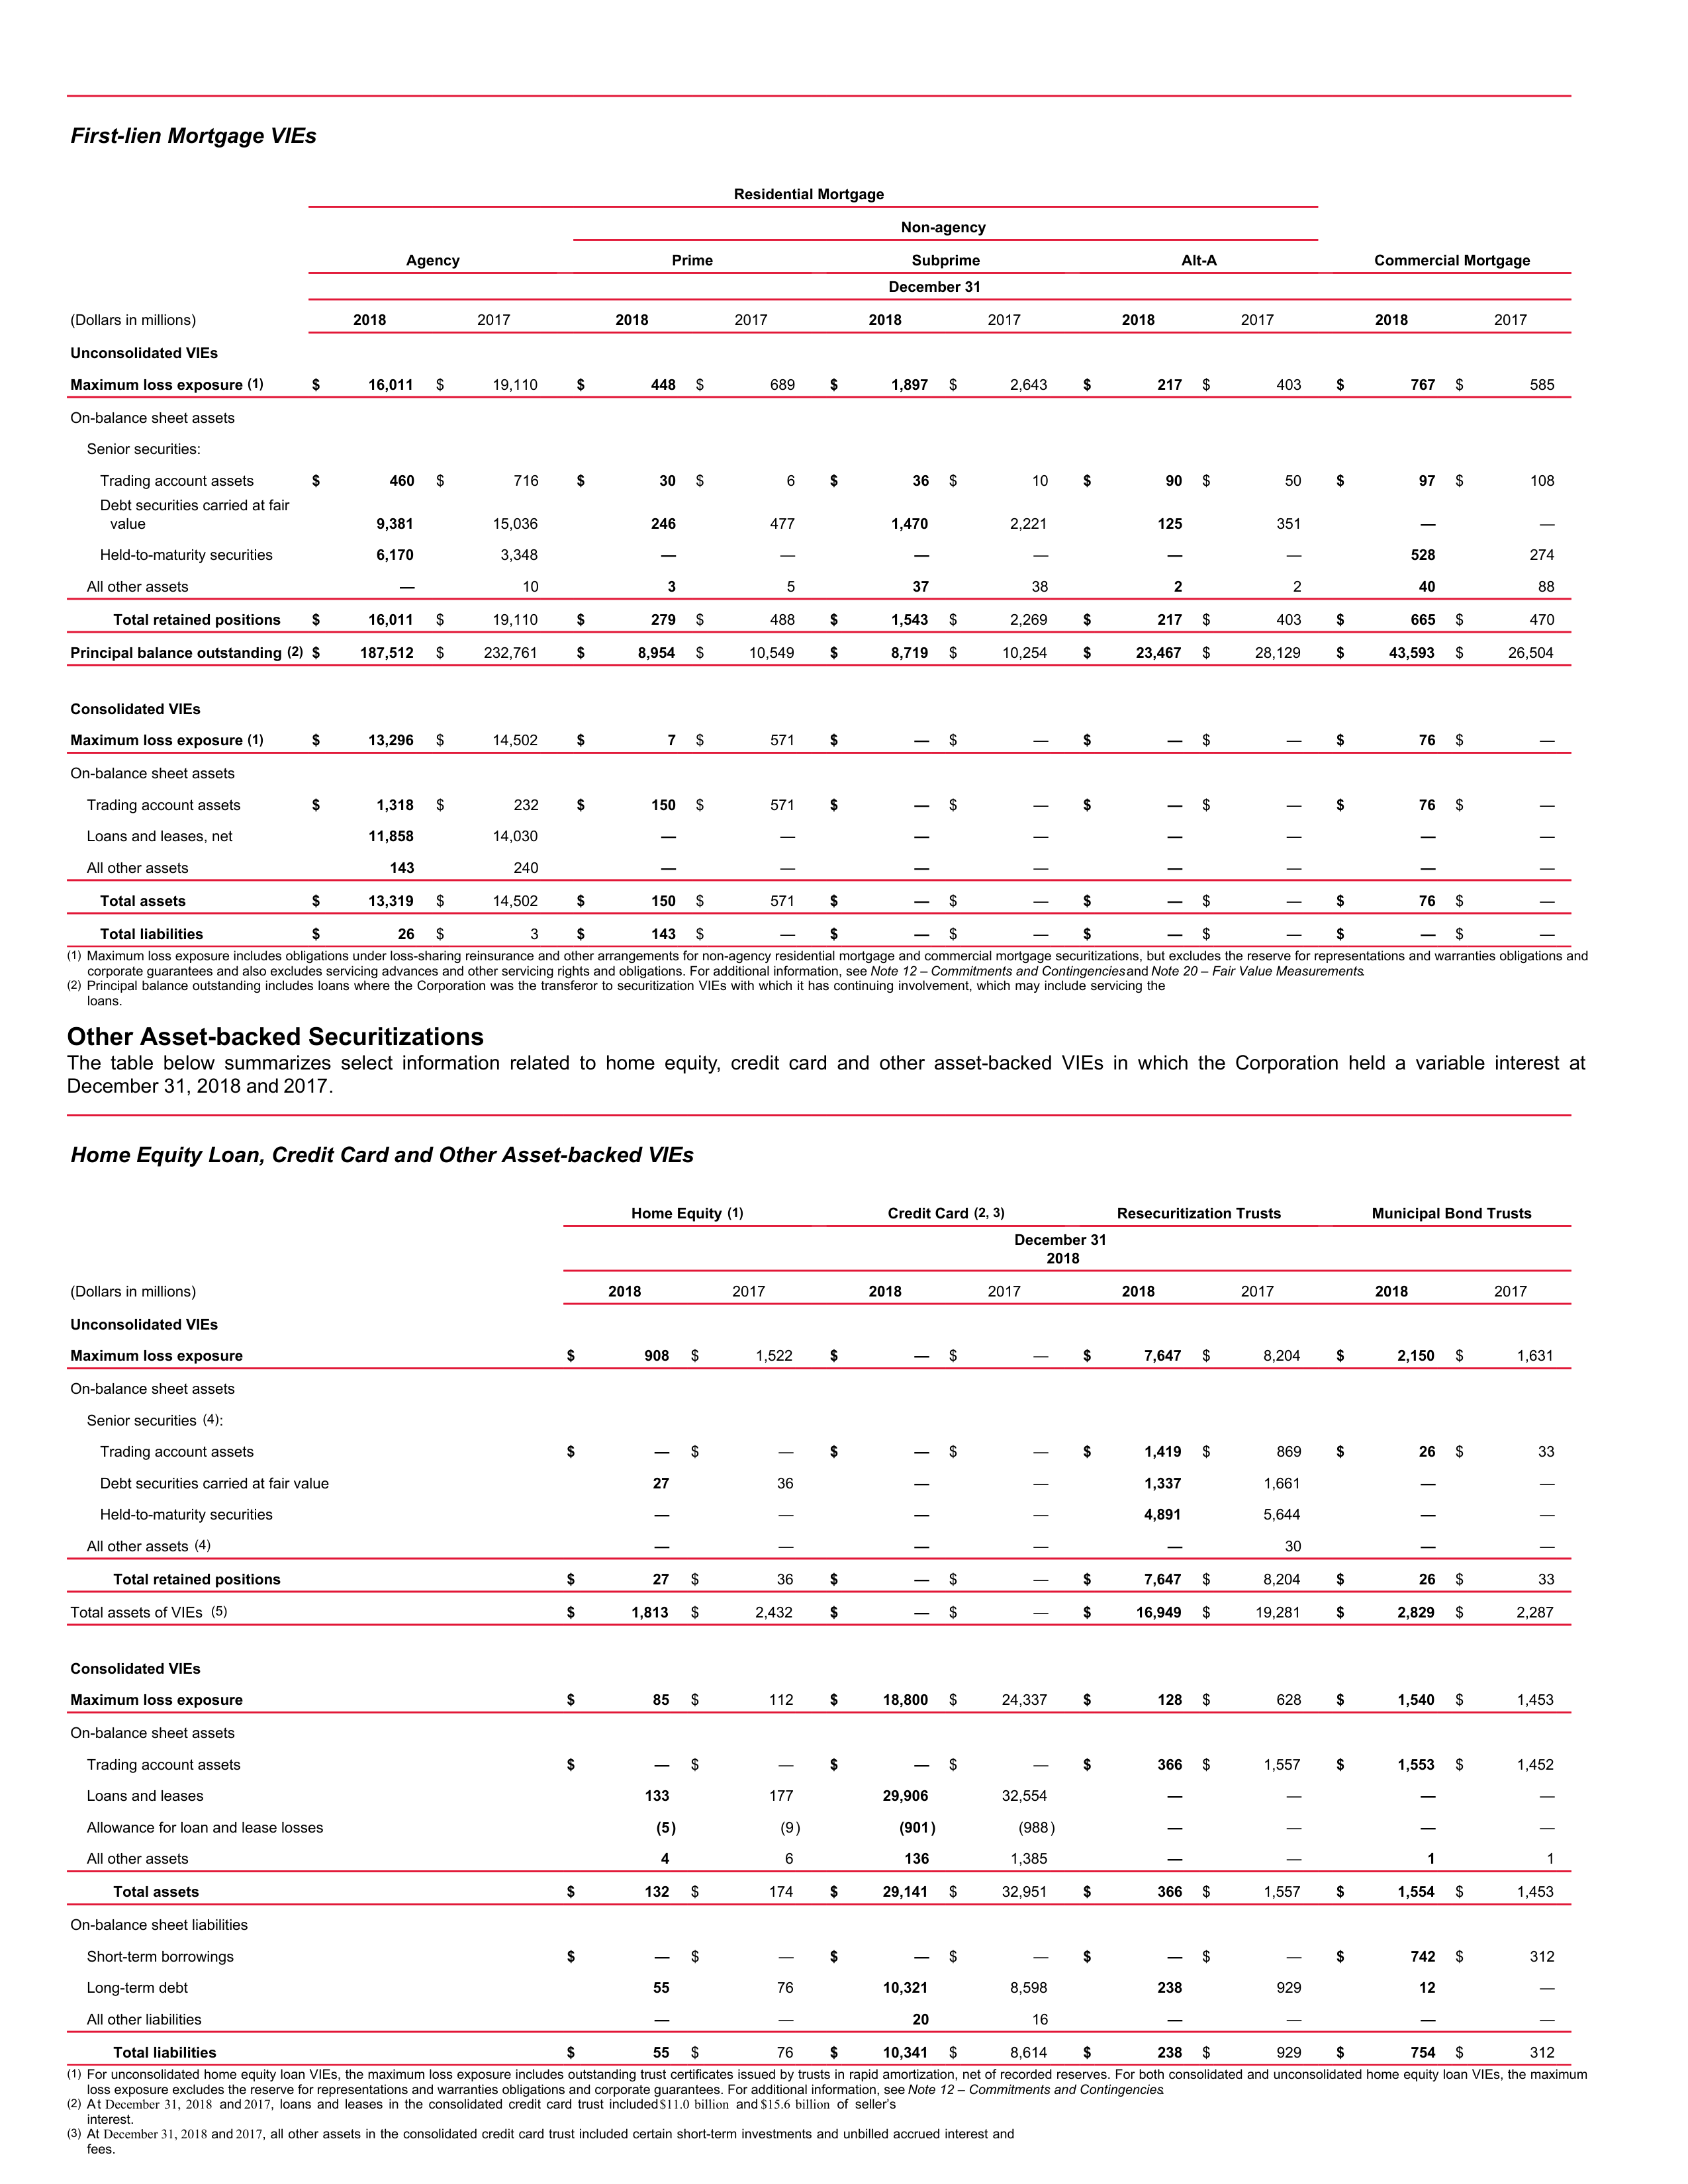 First-lien Mortgage VIEs
Residential Mortgage
Non-agency
Agency Prime Subprime Alt-A Commercial Mortgage
December 31
(Dollars in millions) 2018 2017 2018 2017 2018 2017 2018 2017 2018 2017
Unconsolidated VIEs
Maximum loss exposure (1) $ 16,011 $ 19,110 $ 448 $ 689 $ 1,897 $ 2,643 $ 217 $ 403 $ 767 $ 585
On-balance sheet assets
Senior securities:
Trading account assets $ 460 $ 716 $ 30 $ 6 $ 36 $ 10 $ 90 $ 50 $ 97 $ 108
Debt securities carried at fair
value 9,381 15,036 246 477 1,470 2,221 125 351 — —
Held-to-maturity securities 6,170 3,348 — — — — — — 528 274
All other assets — 10 3 5 37 38 2 2 40 88
Total retained positions $ 16,011 $ 19,110 $ 279 $ 488 $ 1,543 $ 2,269 $ 217 $ 403 $ 665 $ 470
Principal balance outstanding (2) $ 187,512 $ 232,761 $ 8,954 $ 10,549 $ 8,719 $ 10,254 $ 23,467 $ 28,129 $ 43,593 $ 26,504
Consolidated VIEs
Maximum loss exposure (1) $ 13,296 $ 14,502 $ 7 $ 571 $ — $ — $ — $ — $ 76 $ —
On-balance sheet assets
Trading account assets $ 1,318 $ 232 $ 150 $ 571 $ — $ — $ — $ — $ 76 $ —
Loans and leases, net 11,858 14,030 — — — — — — — —
All other assets 143 240 — — — — — — — —
Total assets $ 13,319 $ 14,502 $ 150 $ 571 $ — $ — $ — $ — $ 76 $ —
Total liabilities $ 26 $ 3 $ 143 $ — $ — $ — $ — $ — $ — $ —
(1) Maximum loss exposure includes obligations under loss-sharing reinsurance and other arrangements for non-agency residential mortgage and commercial mortgage securitizations, but excludes the reserve for representations and warranties obligations and
corporate guarantees and also excludes servicing advances and other servicing rights and obligations. For additional information, see Note 12 – Commitments and Contingencies and Note 20 – Fair Value Measurements.
(2) Principal balance outstanding includes loans where the Corporation was the transferor to securitization VIEs with which it has continuing involvement, which may include servicing the
loans.
Other Asset-backed Securitizations
The table below summarizes select information related to home equity, credit card and other asset-backed VIEs in which the Corporation held a variable interest at
December 31, 2018 and 2017.
Home Equity Loan, Credit Card and Other Asset-backed VIEs
Home Equity (1) Credit Card (2, 3) Resecuritization Trusts Municipal Bond Trusts
December 31
2018
(Dollars in millions) 2018 2017 2018 2017 2018 2017 2018 2017
Unconsolidated VIEs
Maximum loss exposure $ 908 $ 1,522 $ — $ — $ 7,647 $ 8,204 $ 2,150 $ 1,631
On-balance sheet assets
Senior securities (4):
Trading account assets $ — $ — $ — $ — $ 1,419 $ 869 $ 26 $ 33
Debt securities carried at fair value 27 36 — — 1,337 1,661 — —
Held-to-maturity securities — — — — 4,891 5,644 — —
All other assets (4) — — — — — 30 — —
Total retained positions $ 27 $ 36 $ — $ — $ 7,647 $ 8,204 $ 26 $ 33
Total assets of VIEs (5) $ 1,813 $ 2,432 $ — $ — $ 16,949 $ 19,281 $ 2,829 $ 2,287
Consolidated VIEs
Maximum loss exposure $ 85 $ 112 $ 18,800 $ 24,337 $ 128 $ 628 $ 1,540 $ 1,453
On-balance sheet assets
Trading account assets $ — $ — $ — $ — $ 366 $ 1,557 $ 1,553 $ 1,452
Loans and leases 133 177 29,906 32,554 — — — —
Allowance for loan and lease losses (5) (9) (901) (988) — — — —
All other assets 4 6 136 1,385 — — 1 1
Total assets $ 132 $ 174 $ 29,141 $ 32,951 $ 366 $ 1,557 $ 1,554 $ 1,453
On-balance sheet liabilities
Short-term borrowings $ — $ — $ — $ — $ — $ — $ 742 $ 312
Long-term debt 55 76 10,321 8,598 238 929 12 —
All other liabilities — — 20 16 — — — —
Total liabilities $ 55 $ 76 $ 10,341 $ 8,614 $ 238 $ 929 $ 754 $ 312
(1) For unconsolidated home equity loan VIEs, the maximum loss exposure includes outstanding trust certificates issued by trusts in rapid amortization, net of recorded reserves. For both consolidated and unconsolidated home equity loan VIEs, the maximum
loss exposure excludes the reserve for representations and warranties obligations and corporate guarantees. For additional information, see Note 12 – Commitments and Contingencies.
(2) At December 31, 2018 and 2017, loans and leases in the consolidated credit card trust included $11.0 billion and $15.6 billion of seller's
interest.
(3) At December 31, 2018 and 2017, all other assets in the consolidated credit card trust included certain short-term investments and unbilled accrued interest and
fees.